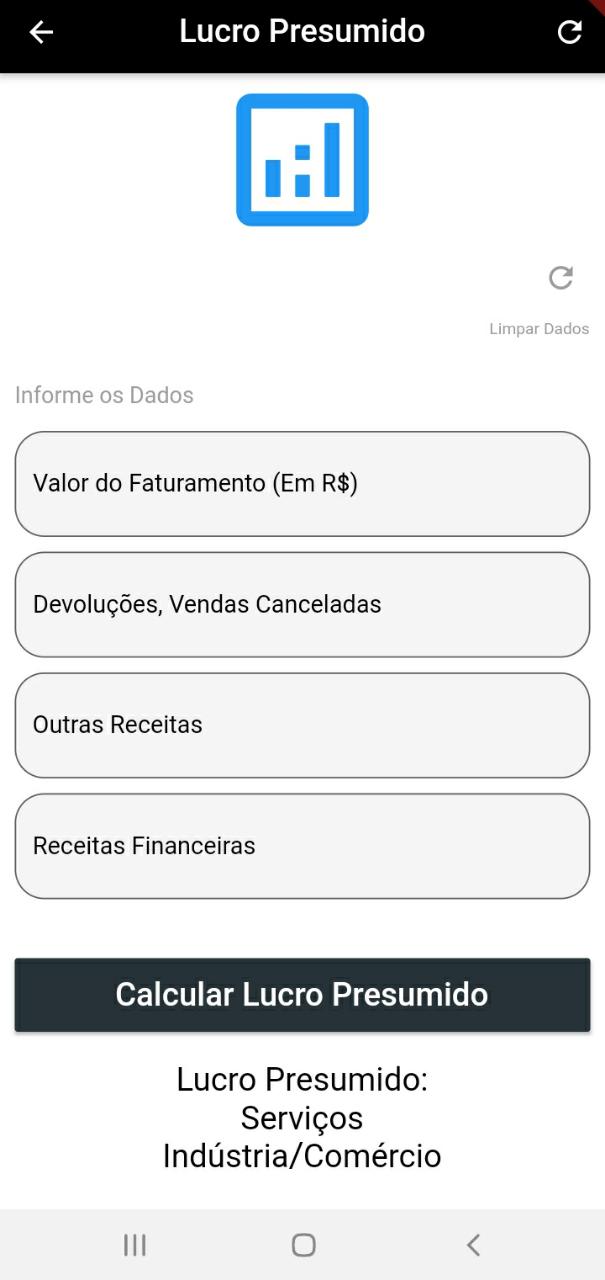 Lucro Presumido
Limpar Dados
Informe os Dados
Valor do Faturamento (Em R$)
Devoluções, Vendas Canceladas
Outras Receitas
Receitas Financeiras
Calcular Lucro Presumido
Lucro Presumido:
Serviços
Indústria/Comércio